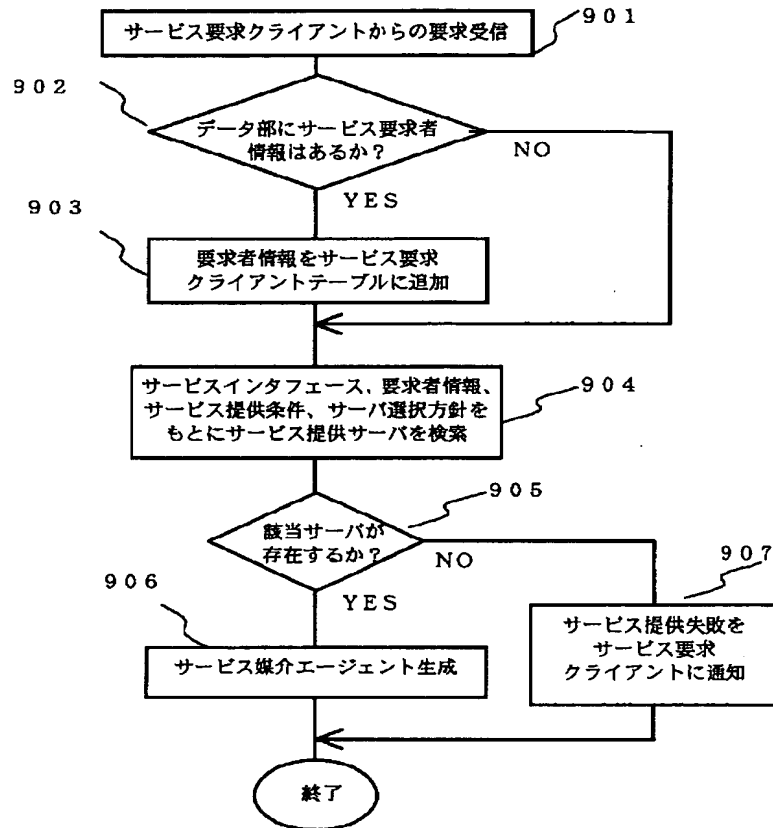 サービス要求クライアントからの要求受信
９０１
９０２
データ部にサービス要求者
情報はあるか？
ＮＯ
ＹＥＳ
９０３
要求者情報をサービス要求
クライアントテーブルに追加
サービスインタフェース、要求者情報、
サービス提供条件、サーバ選択方針を
もとにサービス提供サーバを検索
９０４
９０５
該当サーバが
存在するか？
ＮＯ
９０７
９０６
ＹＥＳ
サービス媒介エージェント生成
サービス提供失敗を
サービス要求
クライアントに通知
終了